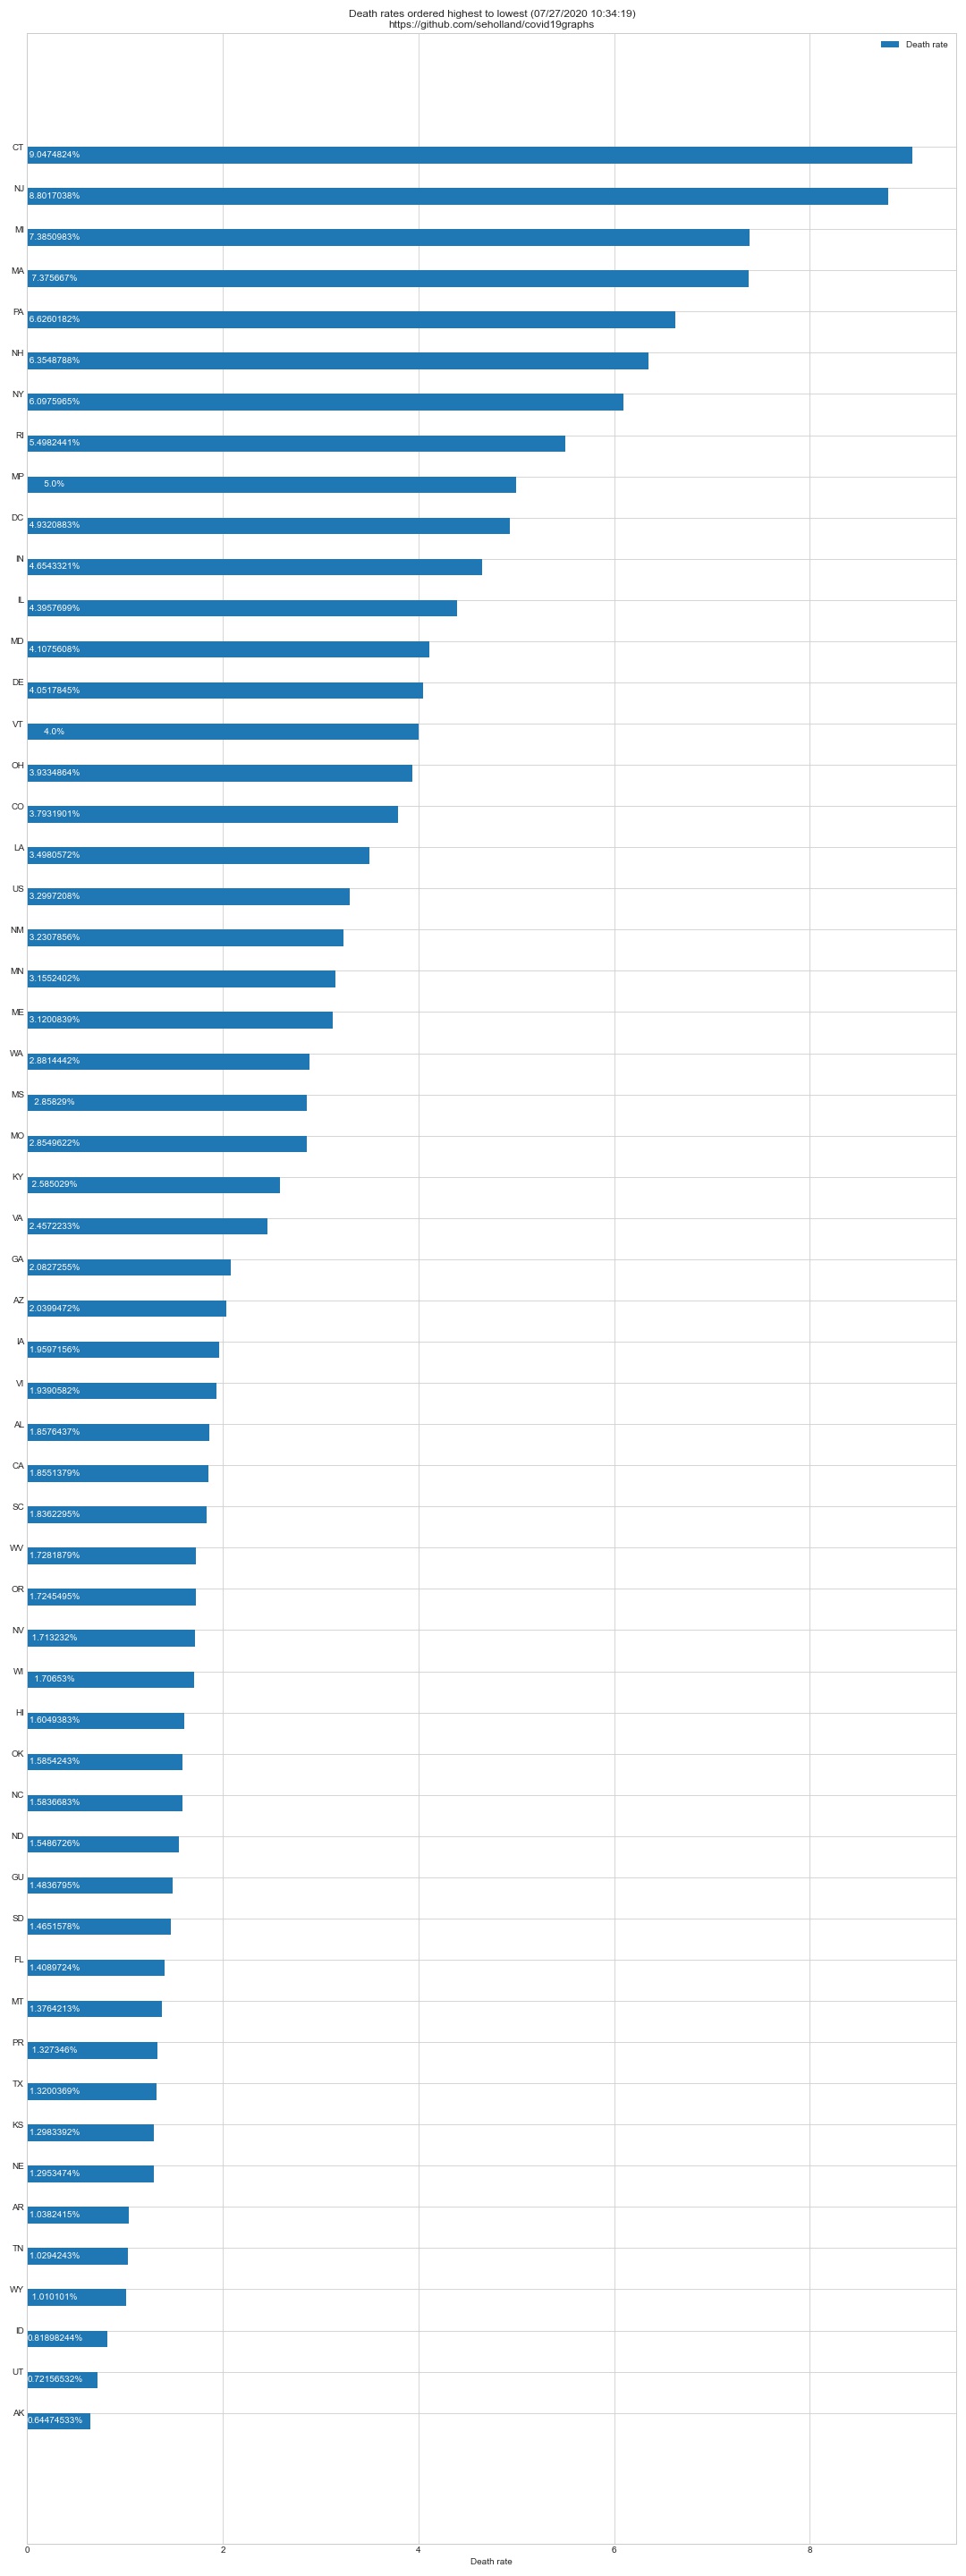 Death rates ordered highest to lowest (07/27/2020 10:34:19)
https://github.com/seholland/covid19graphs
Death rate
CT 9.0474824%
NJ 8.8017038%
MI 7.3850983%
MA 7.375667%
PA 6.6260182%
NH 6.3548788%
NY 6.0975965%
RI 5.4982441%
MP 5.0%
DC 4.9320883%
IN 4.6543321%
IL 4.3957699%
MD 4.1075608%
DE 4.0517845%
VT 4.0%
OH 3.9334864%
CO 3.7931901%
LA 3.4980572%
US 3.2997208%
NM 3.2307856%
MN 3.1552402%
ME 3.1200839%
WA 2.8814442%
MS 2.85829%
MO 2.8549622%
KY 2.585029%
VA 2.4572233%
GA 2.0827255%
AZ 2.0399472%
IA 1.9597156%
VI 1.9390582%
AL 1.8576437%
CA 1.8551379%
SC 1.8362295%
WV 1.7281879%
OR 1.7245495%
NV 1.713232%
WI 1.70653%
HI 1.6049383%
OK 1.5854243%
NC 1.5836683%
ND 1.5486726%
GU 1.4836795%
SD 1.4651578%
FL 1.4089724%
MT 1.3764213%
PR 1.327346%
TX 1.3200369%
KS 1.2983392%
NE 1.2953474%
AR 1.0382415%
TN 1.0294243%
WY 1.010101%
ID 0.81898244%
UT 0.72156532%
AK 0.64474533%
0 2 4 6 8
Death rate